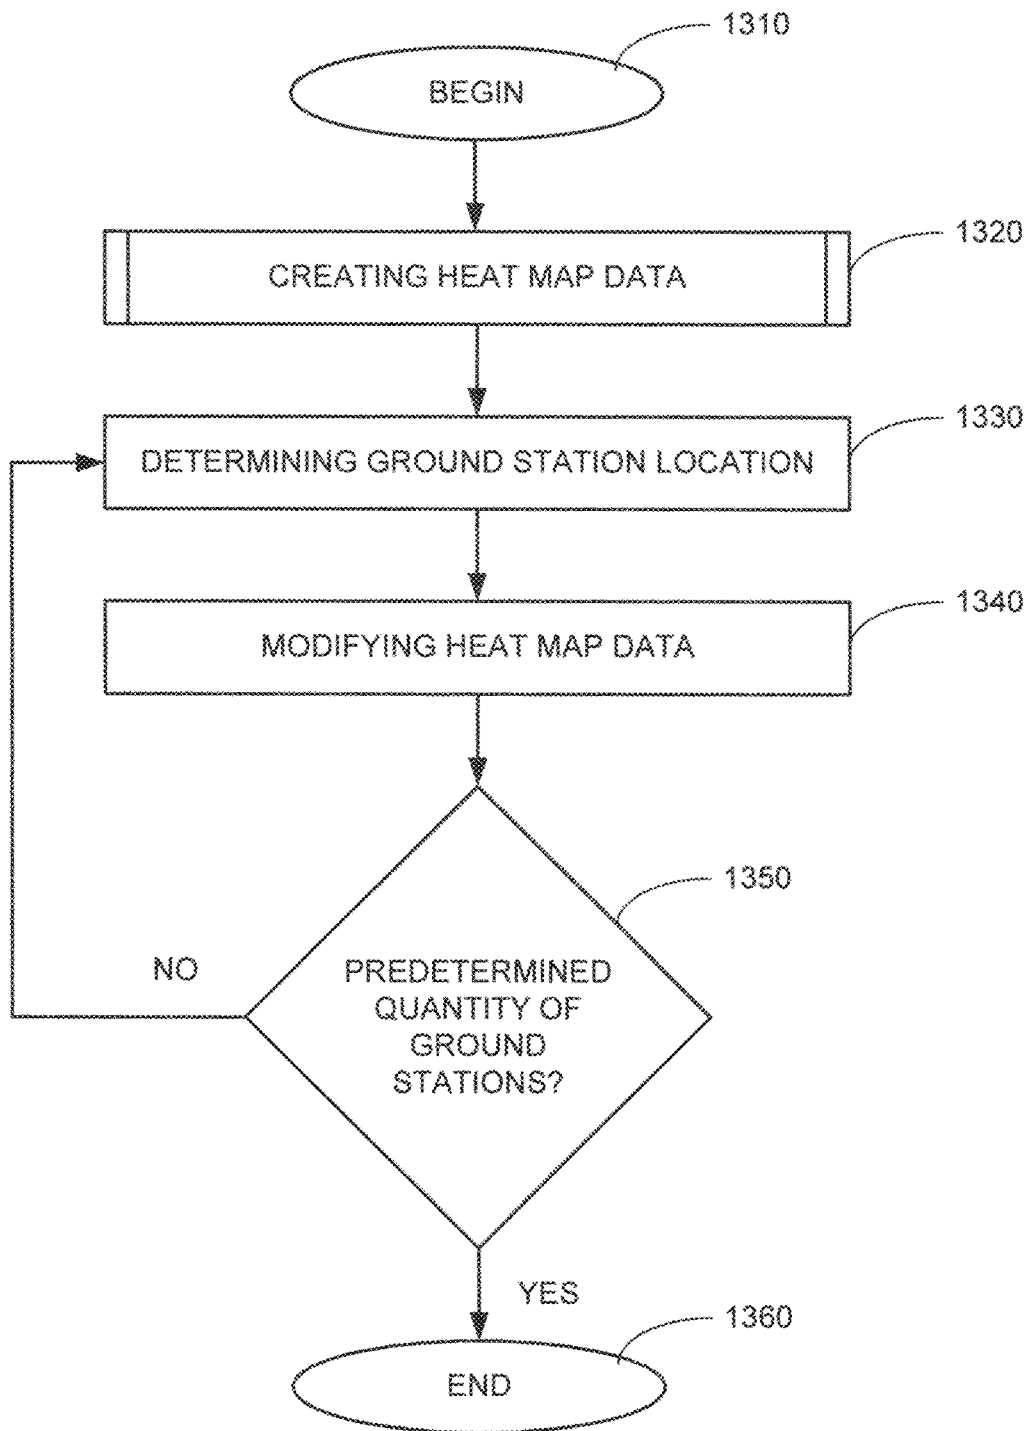 1310
BEGIN
1320
CREATING HEAT MAP DATA
1330
DETERMINING GROUND STATION LOCATION
1340
MODIFYING HEAT MAP DATA
1350
NO
PREDETERMINED
QUANTITY OF
GROUND
STATIONS?
YES
1360
END